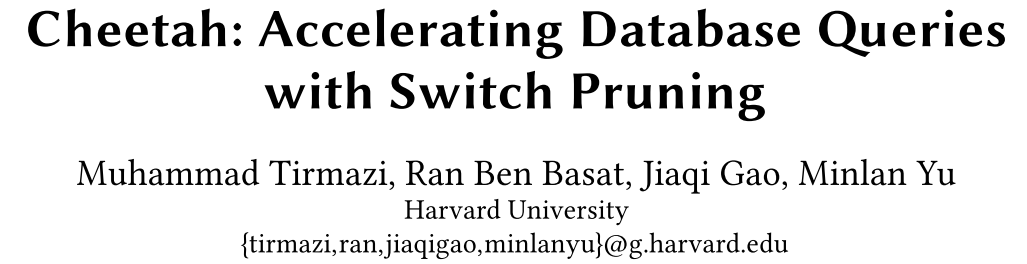 Cheetah: Accelerating Database Queries
with Switch Pruning
Muhammad Tirmazi, Ran Ben Basat, Jiaqi Gao, Minlan Yu
Harvard University
{tirmazi,ran,jiaqigao,minlanyu}@g.harvard.edu